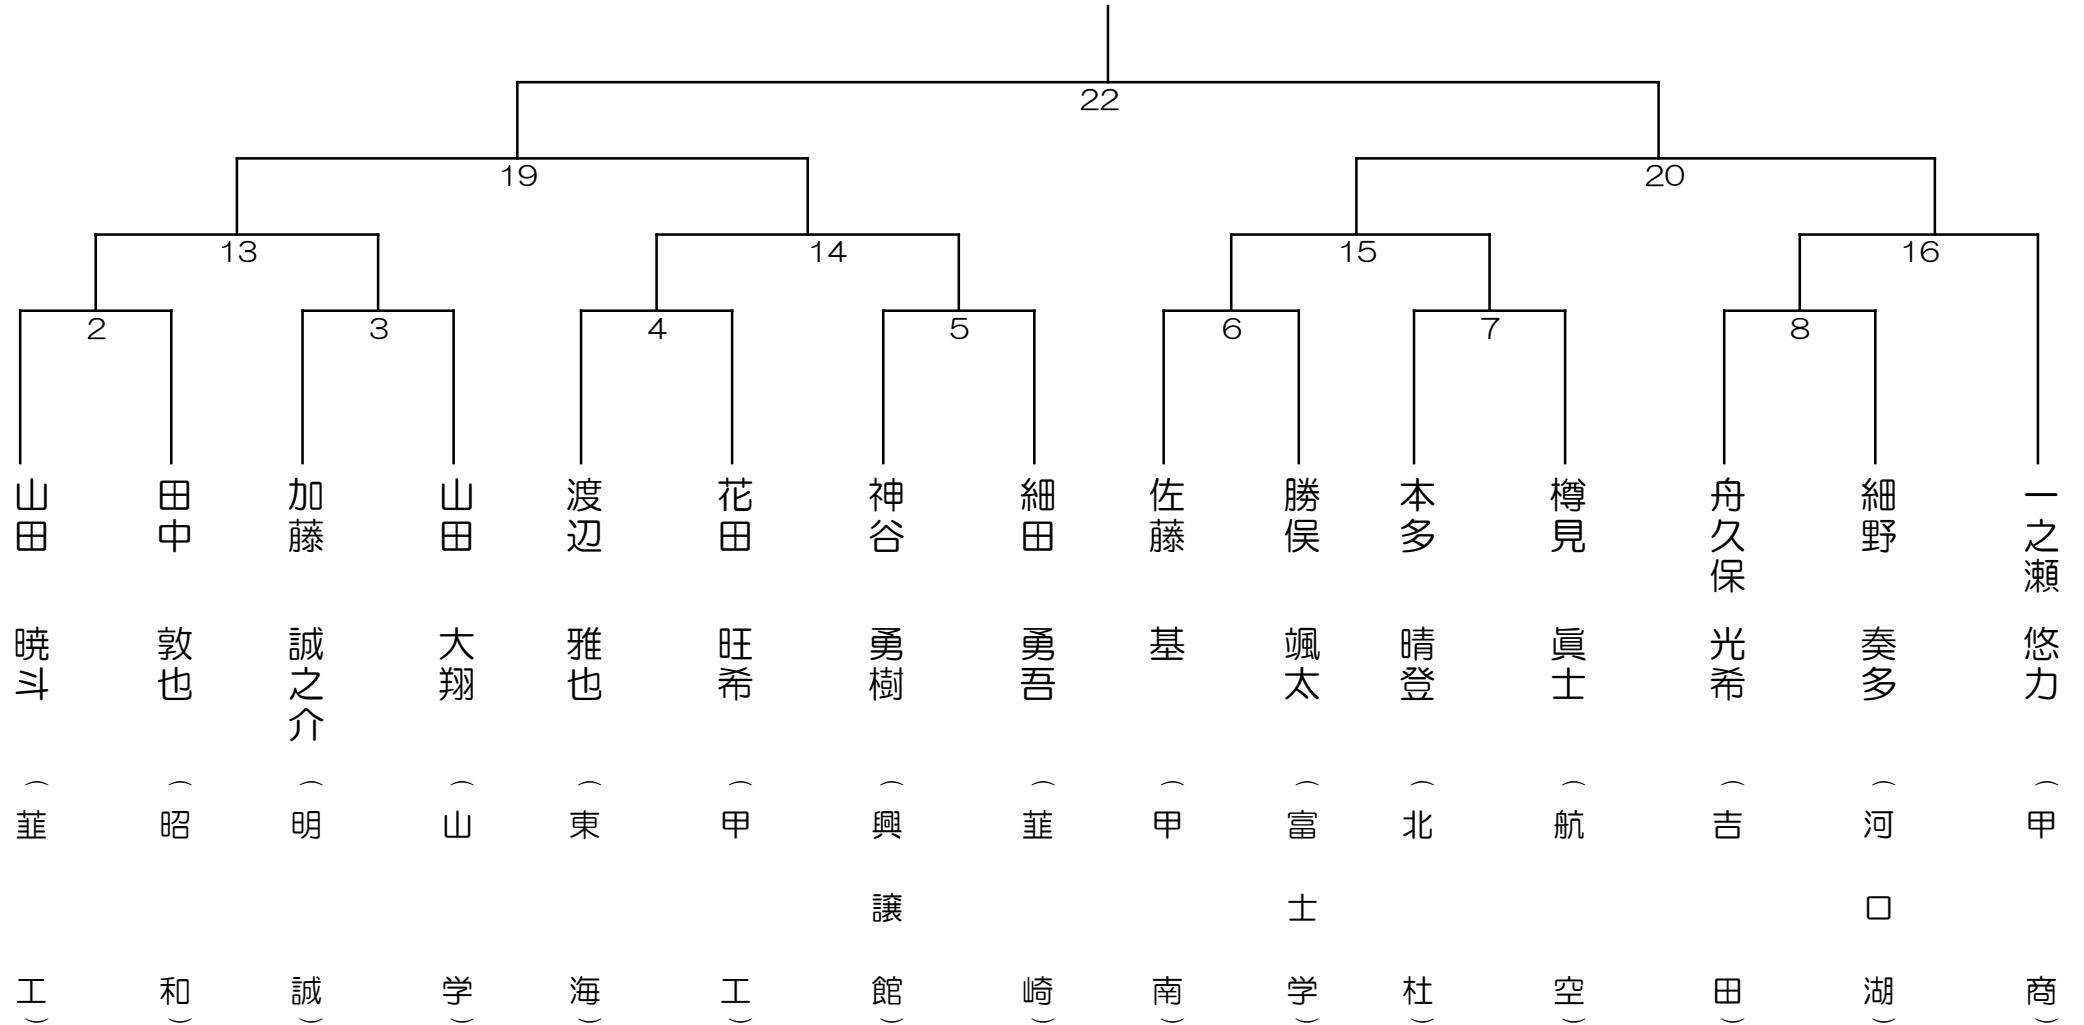 22
19
20
13
14
15
16
2
3
4
5
6
7
8
山田 暁斗 （韮工）
田中 敦也 （昭和）
加藤 誠之介 （明誠）
山田 大翔 （山学）
渡辺 雅也 （東海）
花田 旺希 （甲工）
神谷 勇樹 （興譲館）
細田 勇吾 （韮崎）
佐藤 基 （甲南）
勝俣 颯太 （富士学）
本多 晴登 （北杜）
樽見 眞士 （航空）
舟久保 光希 （吉田）
細野 奏多 （河口湖）
一之瀬 悠力 （甲商）